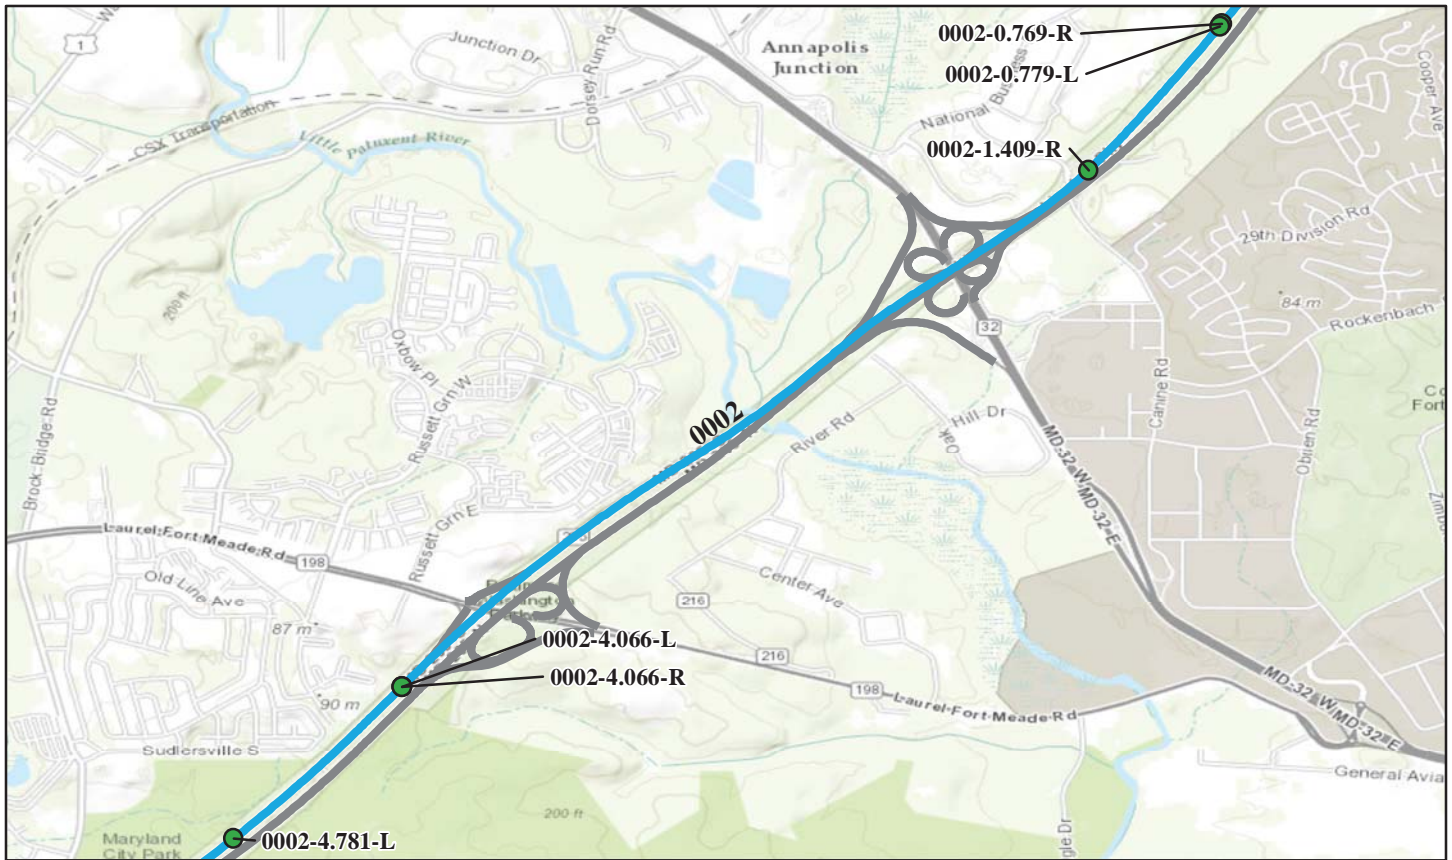 0002-0.769-R
0002-0.779-L
0002-1.409-R
Annapolis
Junction
Junction Dr
Dorsey Run Rd
1
CSX Transportation
Little Patuxent River
National Business
Cooper Ave
29th Division Rd
84 m
Rockenbach
200 ft
32
Oxbow Pl
Russett Grn W
0002
River Rd
Hill Dr
Oak
Canine Rd
Obrien Rd
Fort
MD-32 W
MD-32 E
Brock Bridge Rd
Laurel-Fort-Meade-Rd
198
Russett Grn E
Old Line Ave
87 m
216
Center Ave
0002-4.066-L
0002-4.066-R
216
198
Laurel-Fort-Meade-Rd
MD-32 W
MD-32 E
90 m
Sudlersville S
General Avia
200 ft
Maryland
City Park
0002-4.781-L
gle Dr